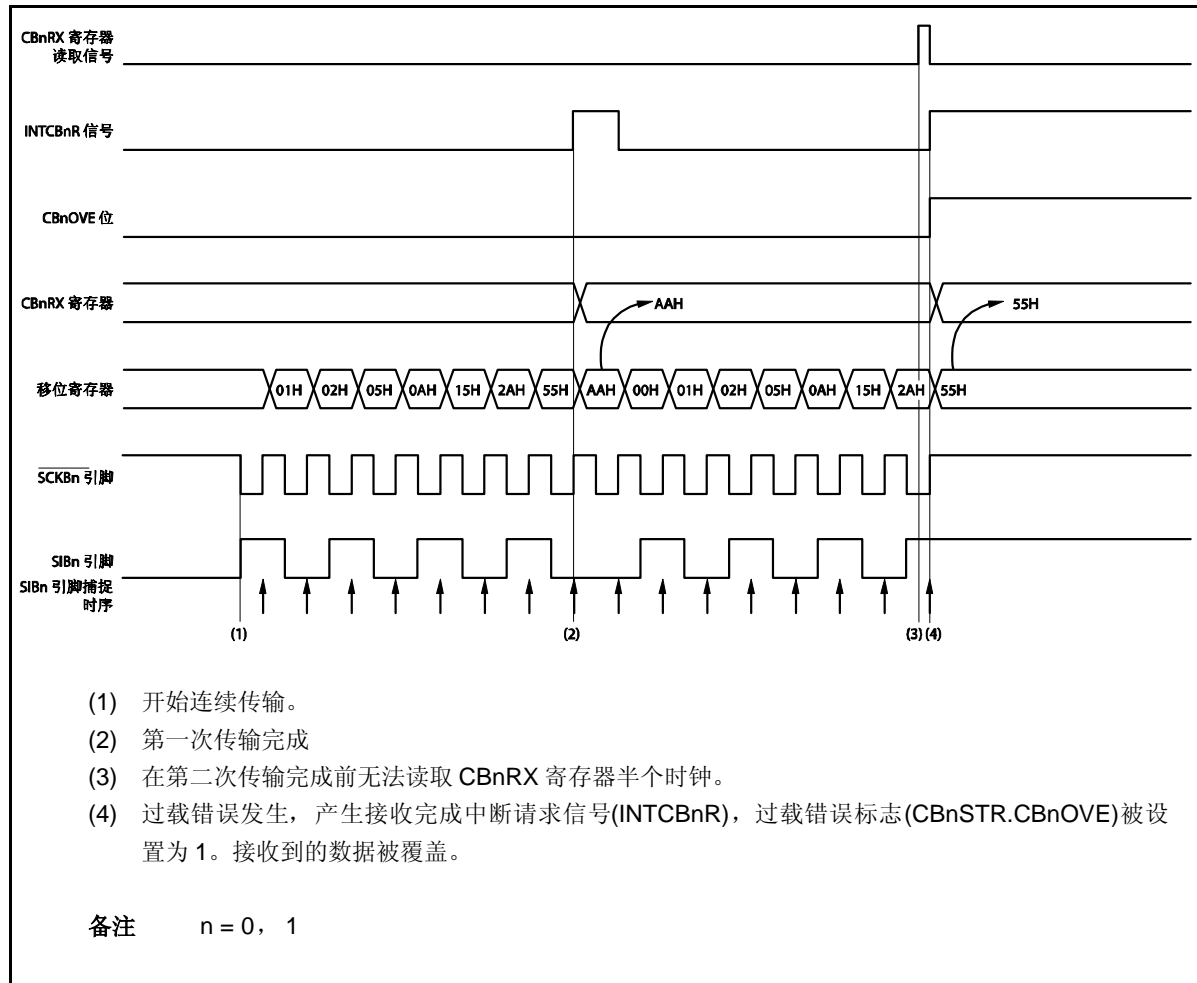 CBnRX 寄存器
读取信号
INTCBnR 信号
CBnOVE 位
CBnRX 寄存器
AAH
55H
移位寄存器
01H 02H 05H 0AH 15H 2AH 55H AAH 00H 01H 02H 05H 0AH 15H 2AH 55H
SCKBn 引脚
SIBn 引脚
SIBn 引脚捕捉
时序
(1) (2) (3) (4)
(1) 开始连续传输。
(2) 第一次传输完成
(3) 在第二次传输完成前无法读取 CBnRX 寄存器半个时钟。
(4) 过载错误发生，产生接收完成中断请求信号(INTCBnR)，过载错误标志(CBnSTR.CBnOVE)被设
置为 1。接收到的数据被覆盖。
备注 n = 0， 1